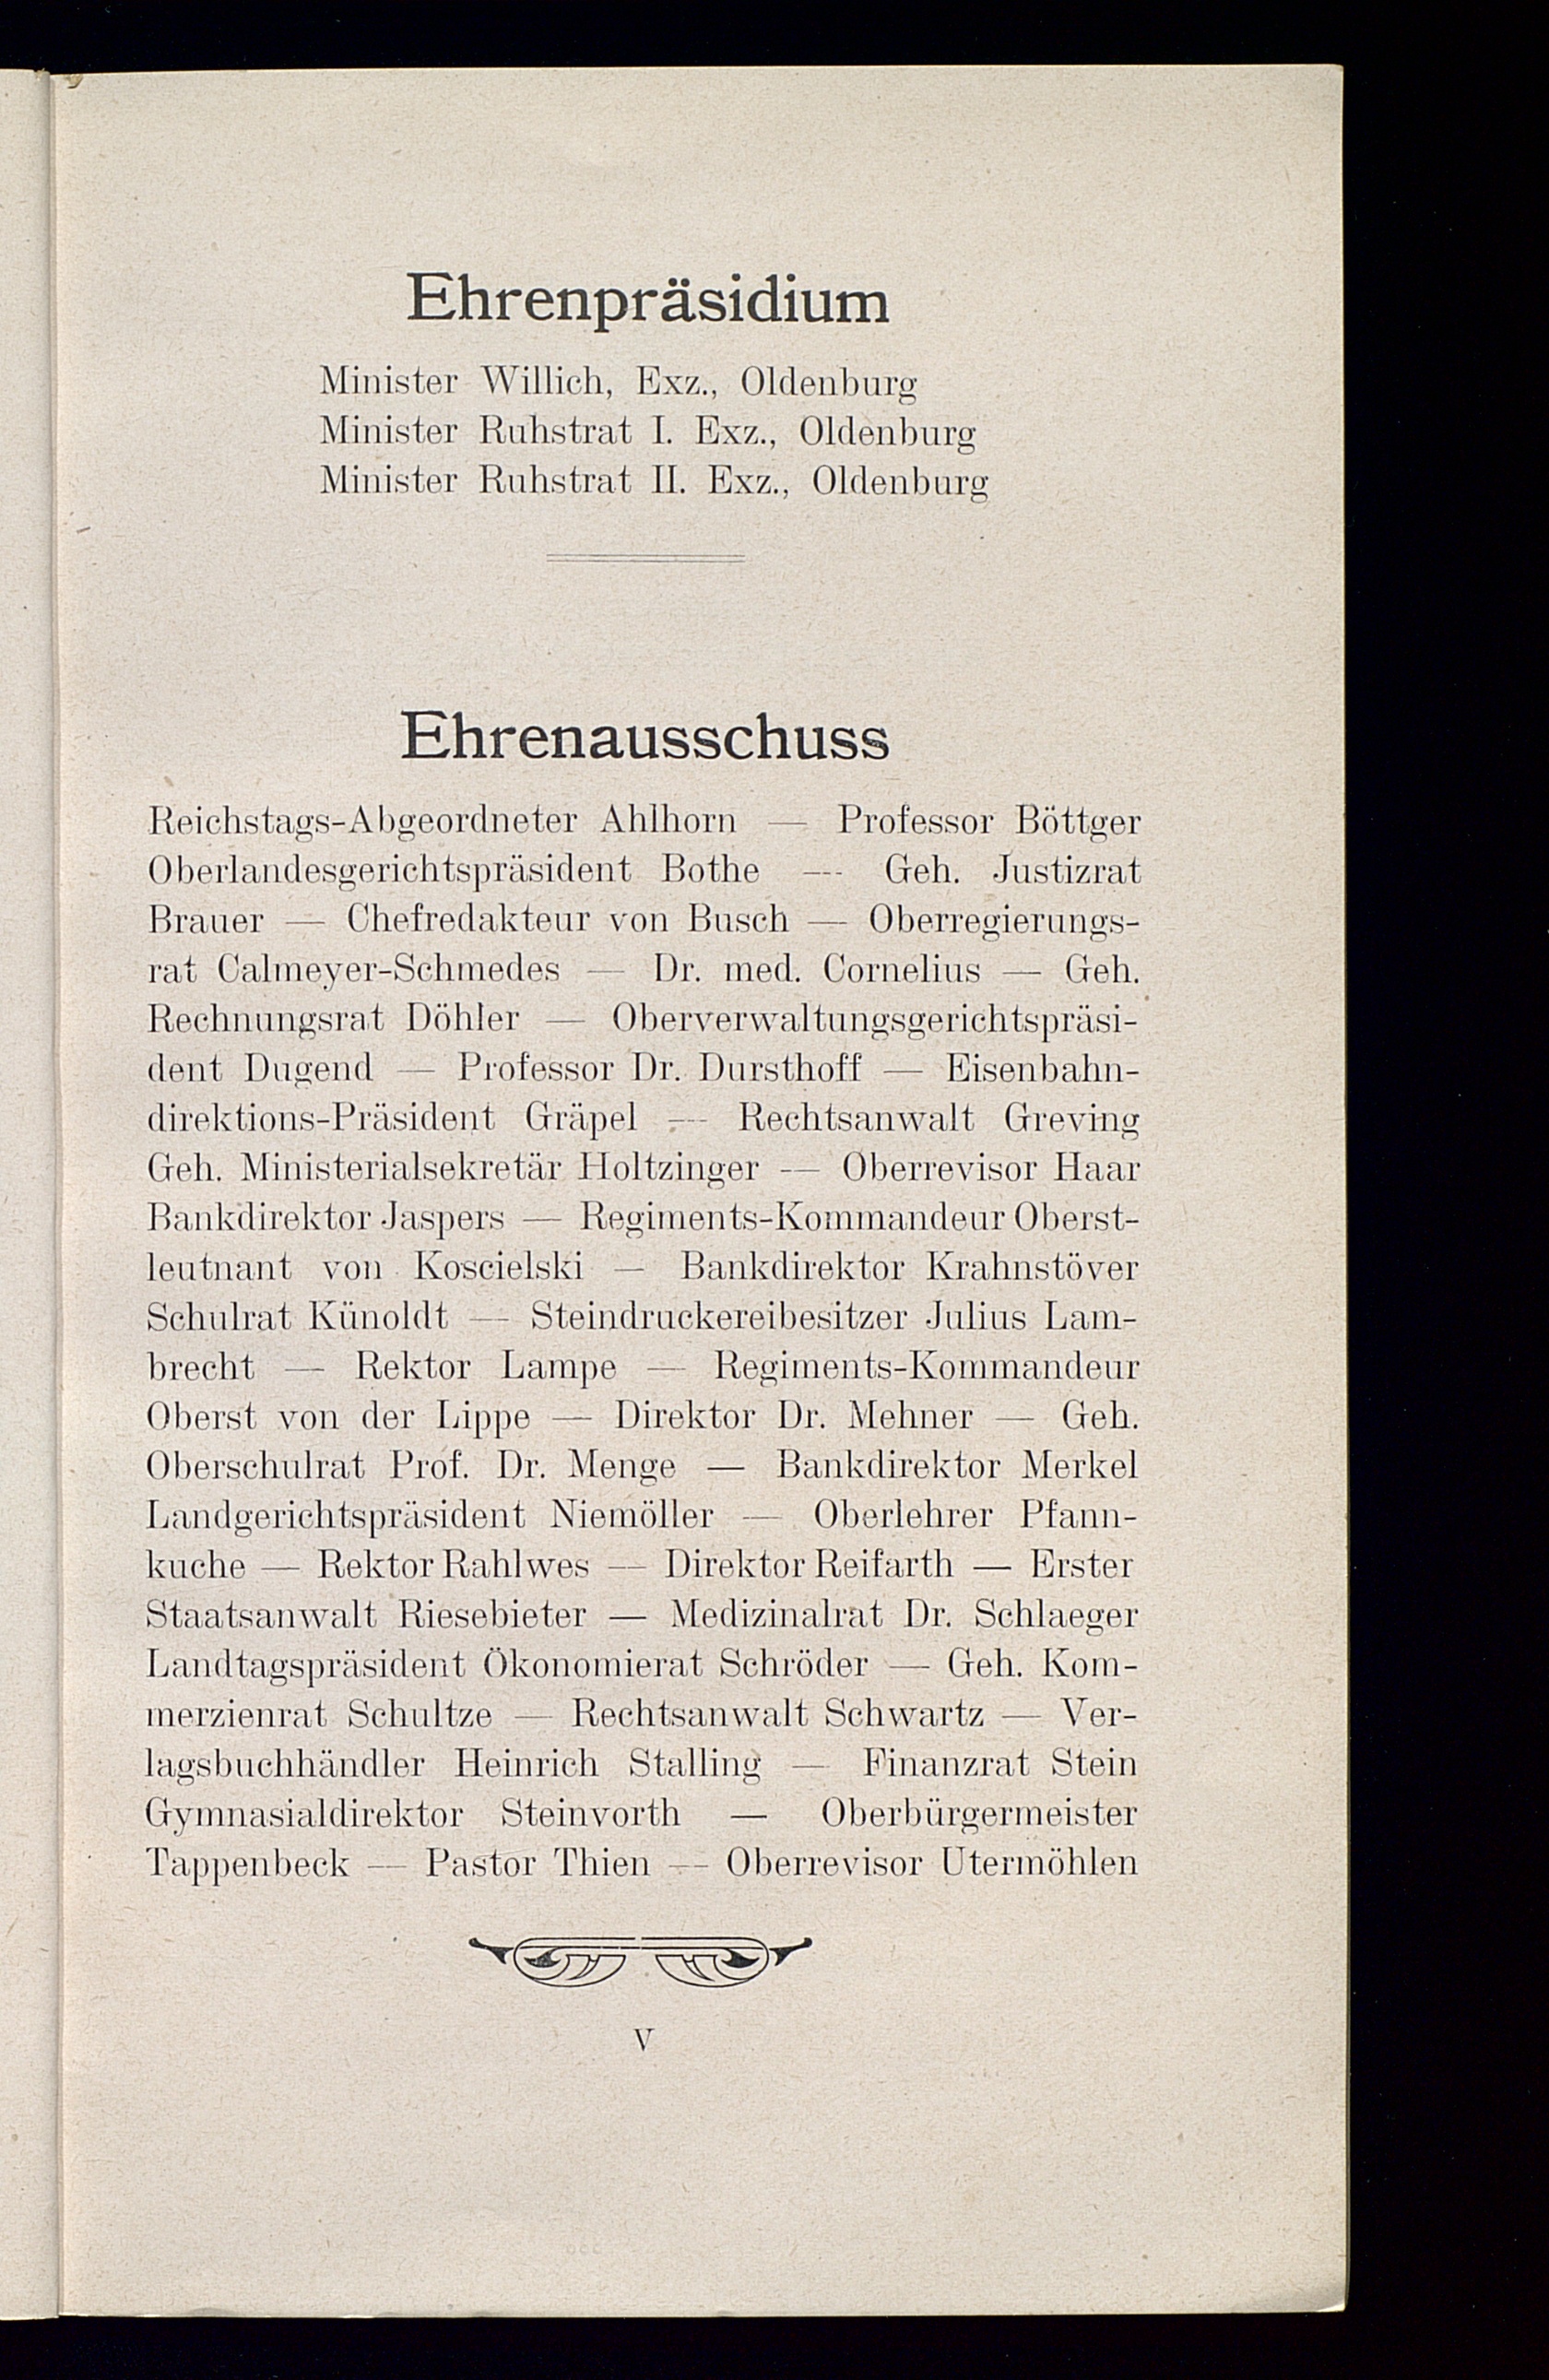 Ehrenpräsidium
Minister Willich, Exz., Oldenburg
Minister Ruhstrat I. Exz., Oldenburg
Minister Ruhstrat II. Exz., Oldenburg
Ehrenausschuss
Reichstags-Abgeordneter Ahlhorn — Professor Böttger
Oberlandesgerichtspräsident Bothe — Geh. Justizrat
Brauer — Chefredakteur von Busch — Oberregierungs-
rat Calmeyer-Schmedes — Dr. med. Cornelius — Geh.
Rechnungsrat Döhler — Oberverwaltungsgerichtspräsi-
dent Dugend — Professor Dr. Dursthoff — Eisenbahn-
direktions-Präsident Gräpel — Rechtsanwalt Greving
Geh. Ministerialsekretär Holtzinger — Oberrevisor Haar
Bankdirektor Jaspers — Regiments-Kommandeur Oberst-
leutnant von Koscielski — Bankdirektor Krahnstöver
Schulrat Künoldt — Steindruckereibesitzer Julius Lam-
brecht — Rektor Lampe — Regiments-Kommandeur
Oberst von der Lippe — Direktor Dr. Mehner — Geh.
Oberschulrat Prof. Dr. Menge — Bankdirektor Merkel
Landgerichtspräsident Niemöller — Oberlehrer Pfann-
kuche — Rektor Rahlwes — Direktor Reifarth — Erster
Staatsanwalt Riesebieter — Medizinalrat Dr. Schlaeger
Landtagspräsident Ökonomierat Schröder — Geh. Kom-
merzienrat Schultze — Rechtsanwalt Schwartz — Ver-
lagsbuchhändler Heinrich Stalling — Finanzrat Stein
Gymnasialdirektor Steinvorth — Oberbürgermeister
Tappenbeck — Pastor Thien — Oberrevisor Utermöhlen
V